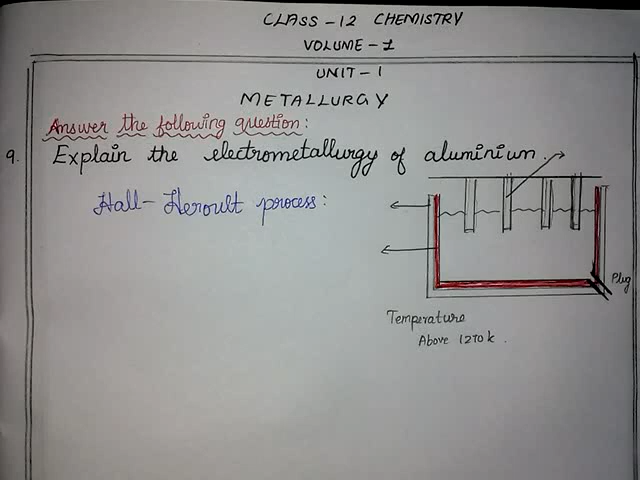 CLASS - 12 CHEMISTRY
VOLUME - 1
UNIT - 1
METALLURGY
Answer the following question:
9. Explain the electrometallurgy of aluminium.
Hall - Heroult process:
Plug
Temperature
Above 1270 k.